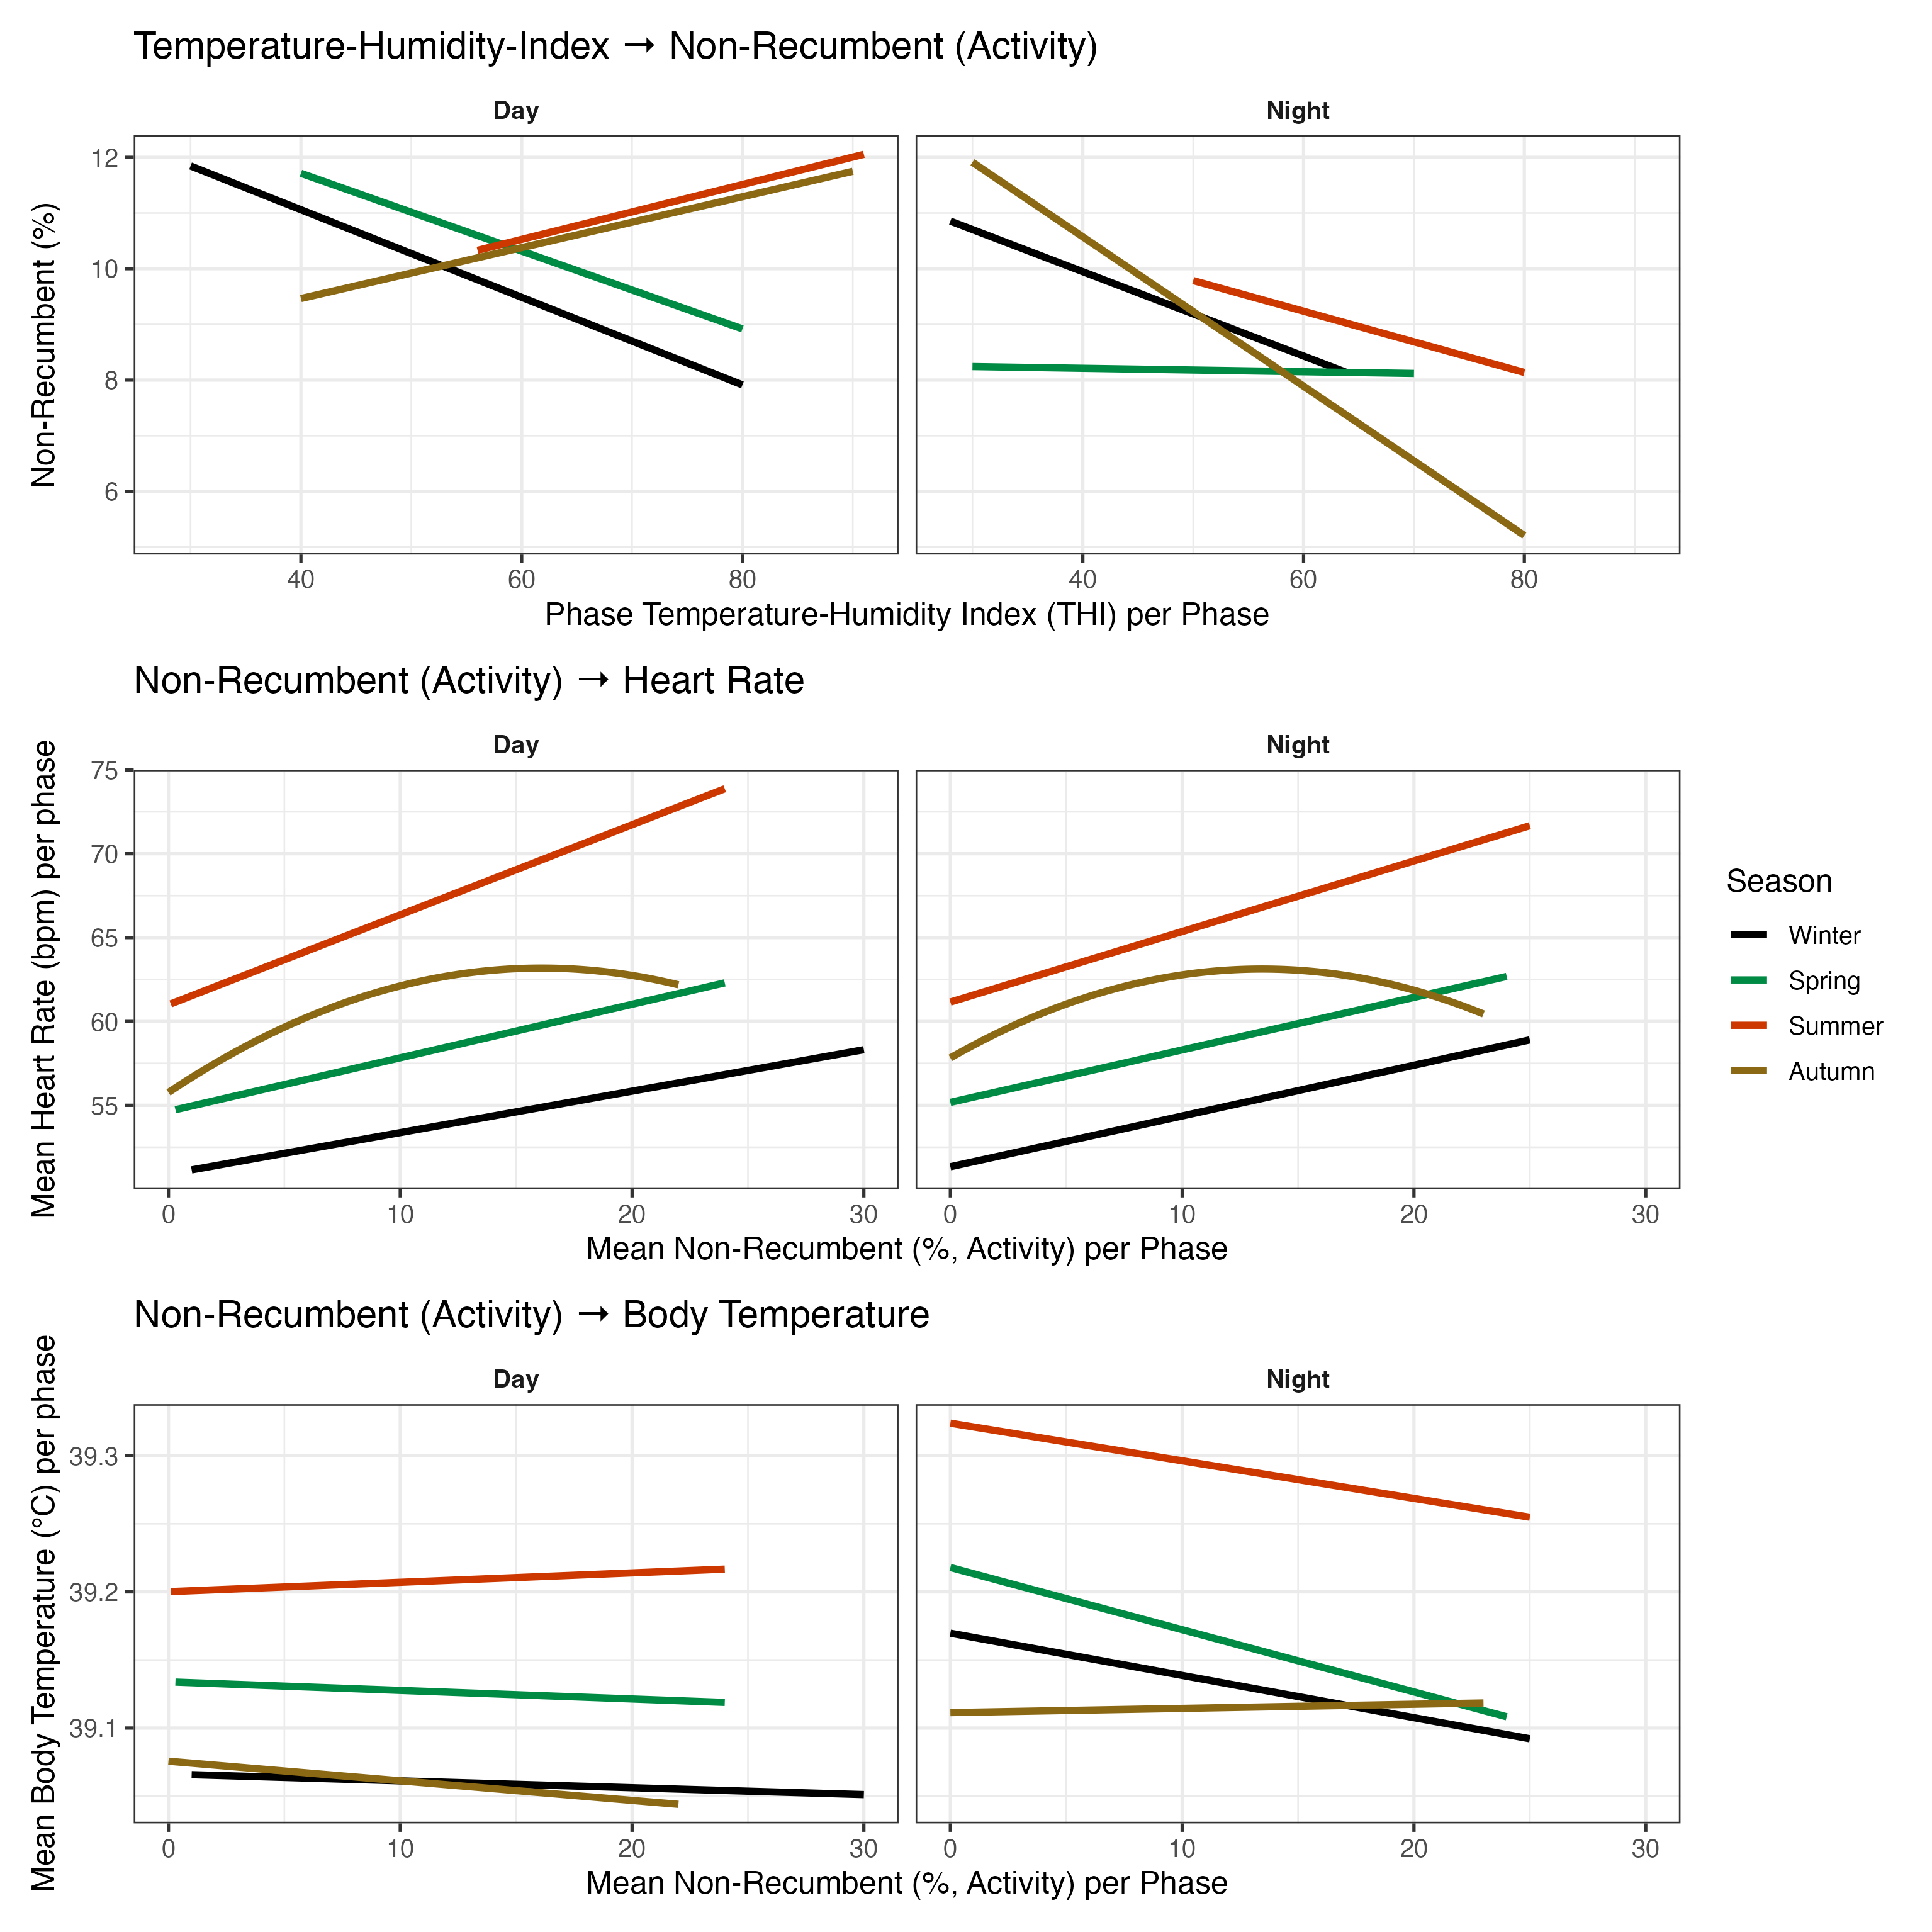 Temperature-Humidity-Index → Non-Recumbent (Activity)
Day
Night
Non-Recumbent (%)
12
10
8
6
40
60
80
40
60
80
Phase Temperature-Humidity Index (THI) per Phase
Non-Recumbent (Activity) → Heart Rate
Day
Night
Mean Heart Rate (bpm) per phase
75
70
65
60
55
0
10
20
30
0
10
20
30
Mean Non-Recumbent (%, Activity) per Phase
Season
Winter
Spring
Summer
Autumn
Non-Recumbent (Activity) → Body Temperature
Day
Night
Mean Body Temperature (°C) per phase
39.3
39.2
39.1
0
10
20
30
0
10
20
30
Mean Non-Recumbent (%, Activity) per Phase